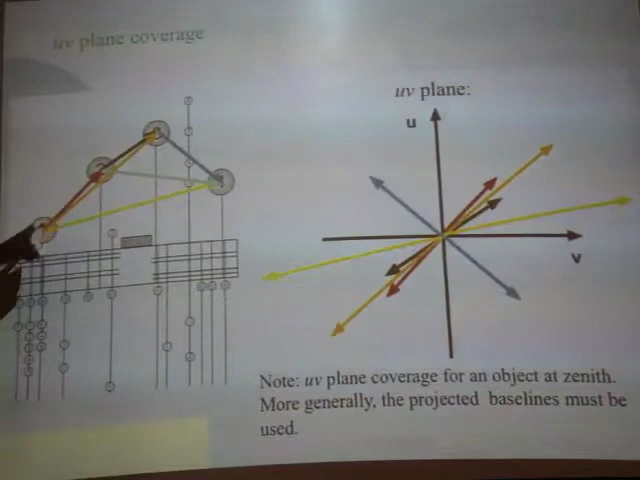 uv plane coverage
uv plane:
u
v
Note: uv plane coverage for an object at zenith.
More generally, the projected baselines must be
used.